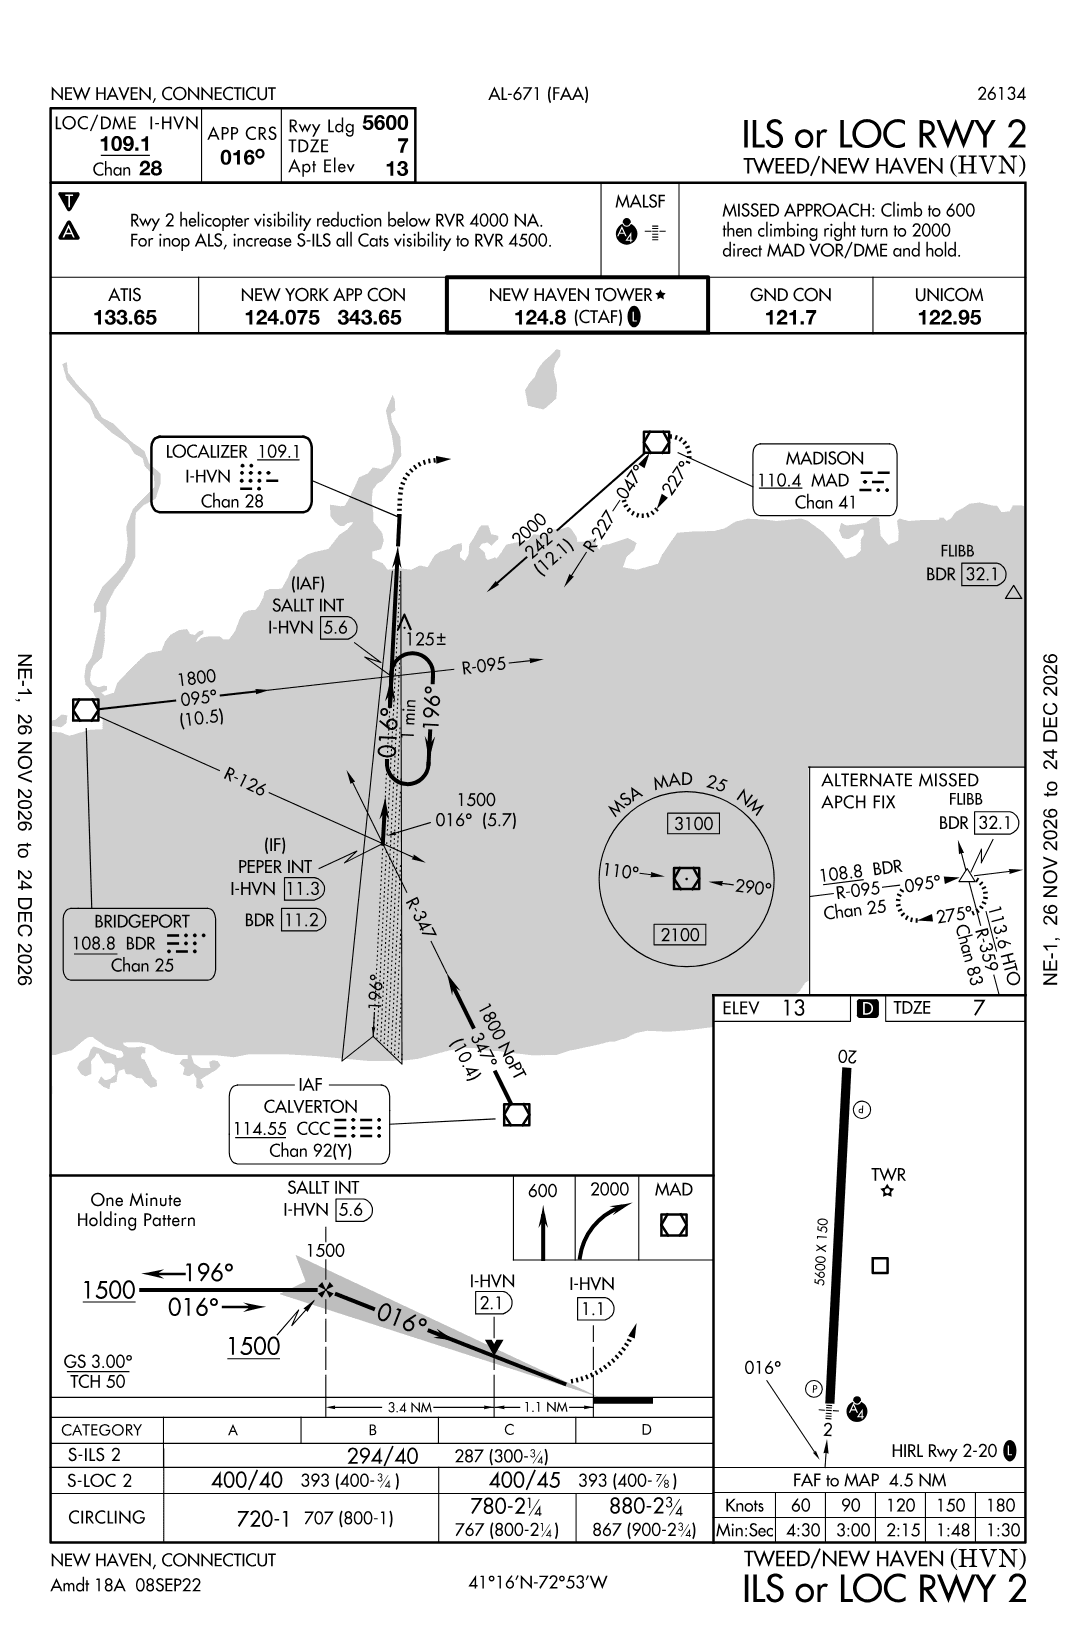 NEW HAVEN, CONNECTICUT
AL-671 (FAA)
26134
LOC/DME I-HVN
109.1
Chan 28
APP CRS
016°
Rwy Ldg 5600
TDZE 7
Apt Elev 13
ILS or LOC RWY 2
TWEED/NEW HAVEN (HVN)
T
A
Rwy 2 helicopter visibility reduction below RVR 4000 NA.
For inop ALS, increase S-ILS all Cats visibility to RVR 4500.
MALSF
A4
MISSED APPROACH: Climb to 600
then climbing right turn to 2000
direct MAD VOR/DME and hold.
ATIS
133.65
NEW YORK APP CON
124.075 343.65
NEW HAVEN TOWER★
124.8 (CTAF) L
GND CON
121.7
UNICOM
122.95
LOCALIZER 109.1
I-HVN
Chan 28
MADISON
110.4 MAD
Chan 41
047°
227°
R-227
2000
242°
(12.1)
FLIBB
BDR 32.1
(IAF)
SALLT INT
I-HVN 5.6
125±
R-095
1800
095°
(10.5)
016°
1 min
196°
R-126
1500
016° (5.7)
(IF)
PEPER INT
I-HVN 11.3
BDR 11.2
R-347
BRIDGEPORT
108.8 BDR
Chan 25
196°
1800 NoPT
347°
(10.4)
IAF
CALVERTON
114.55 CCC
Chan 92(Y)
MSA MAD 25 NM
3100
110°
290°
2100
ALTERNATE MISSED
APCH FIX
FLIBB
BDR 32.1
108.8 BDR
R-095
095°
Chan 25
275°
113.6 HTO
R-359
Chan 83
NE-1, 26 NOV 2026 to 24 DEC 2026
NE-1, 26 NOV 2026 to 24 DEC 2026
ELEV 13
D
TDZE 7
20
P
TWR
5600 X 150
016°
P
A4
2
HIRL Rwy 2-20 L
FAF to MAP 4.5 NM
Knots 60 90 120 150 180
Min:Sec 4:30 3:00 2:15 1:48 1:30
One Minute
Holding Pattern
SALLT INT
I-HVN 5.6
600
2000
MAD
1500
196°
1500
016°
016°
1500
I-HVN
2.1
I-HVN
1.1
GS 3.00°
TCH 50
3.4 NM
1.1 NM
CATEGORY A B C D
S-ILS 2 294/40 287 (300-¾)
S-LOC 2 400/40 393 (400-¾) 400/45 393 (400-⅞)
CIRCLING 720-1 707 (800-1) 780-2¼ 767 (800-2¼) 880-2¾ 867 (900-2¾)
NEW HAVEN, CONNECTICUT
Amdt 18A 08SEP22
41°16'N-72°53'W
TWEED/NEW HAVEN (HVN)
ILS or LOC RWY 2